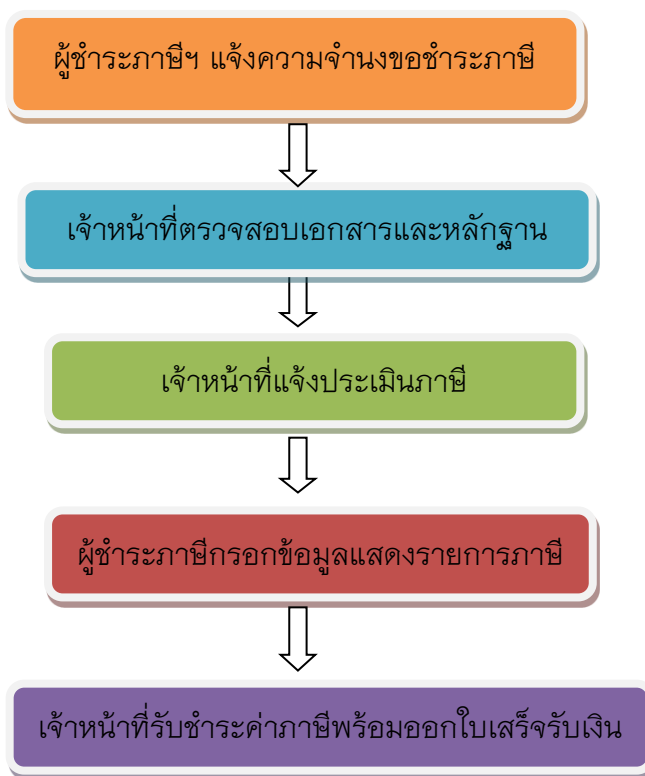 ผู้ชำระภาษีฯ แจ้งความจำนงขอชำระภาษี
เจ้าหน้าที่ตรวจสอบเอกสารและหลักฐาน
เจ้าหน้าที่แจ้งประเมินภาษี
ผู้ชำระภาษีกรอกข้อมูลแสดงรายการภาษี
เจ้าหน้าที่รับชำระค่าภาษีพร้อมออกใบเสร็จรับเงิน